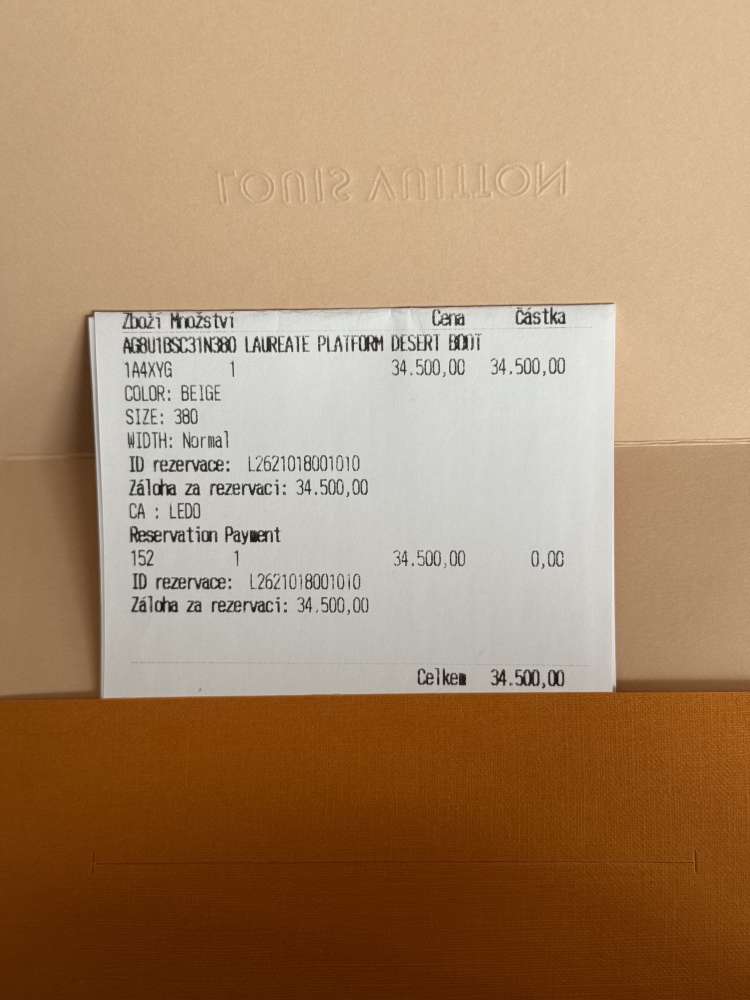 LOUIS VUITTON
Zboží Množství Cena Částka
AG8U1BSC31N380 LAUREATE PLATFORM DESERT BOOT
1A4XYG 1 34.500,00 34.500,00
COLOR: BEIGE
SIZE: 380
WIDTH: Normal
ID rezervace: L2621018001010
Záloha za rezervaci: 34.500,00
CA : LEDO
Reservation Payment
152 1 34.500,00 0,00
ID rezervace: L2621018001010
Záloha za rezervaci: 34.500,00
Celkem 34.500,00